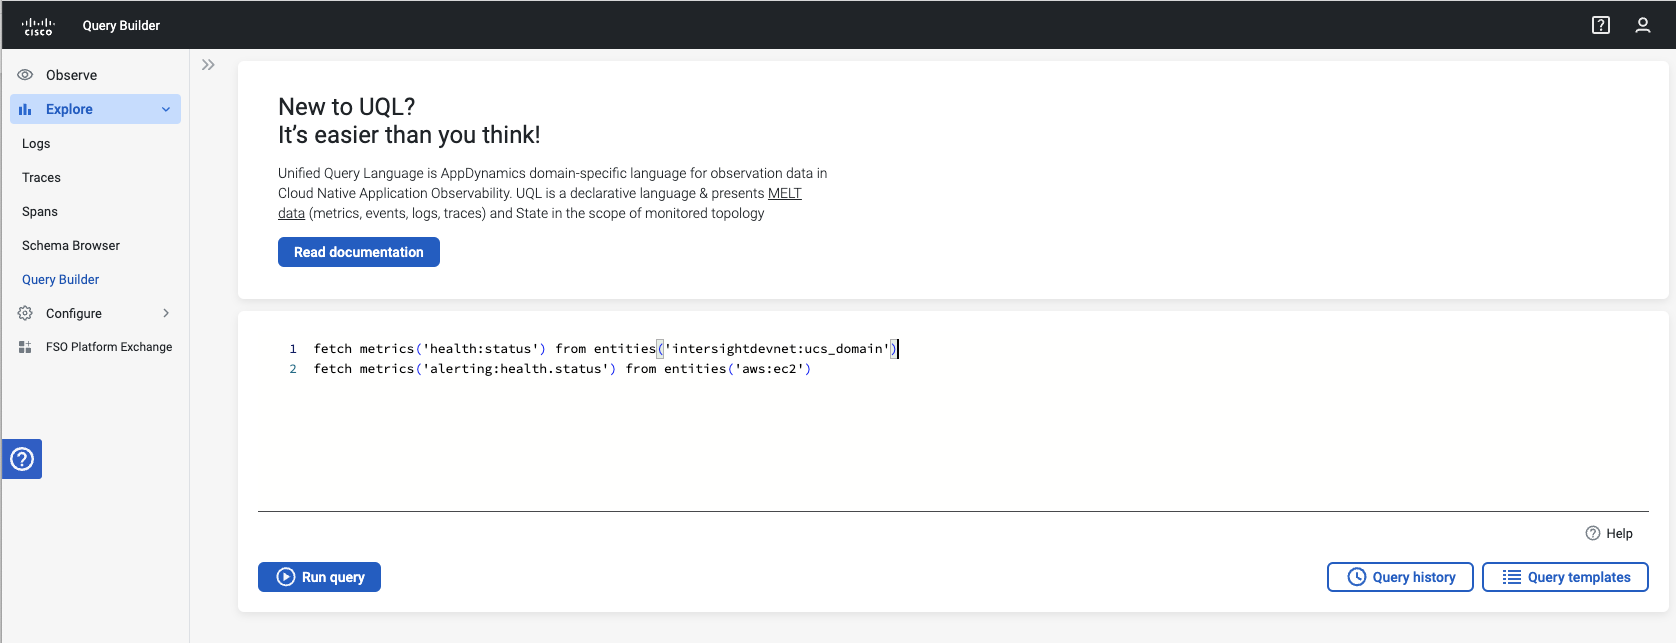 cisco
Query Builder
Observe
Explore
Logs
Traces
Spans
Schema Browser
Query Builder
Configure
FSO Platform Exchange
New to UQL?
It’s easier than you think!
Unified Query Language is AppDynamics domain-specific language for observation data in
Cloud Native Application Observability. UQL is a declarative language & presents MELT
data (metrics, events, logs, traces) and State in the scope of monitored topology
Read documentation
1 fetch metrics('health:status') from entities('intersightdevnet:ucs_domain')
2 fetch metrics('alerting:health.status') from entities('aws:ec2')
Help
Run query
Query history
Query templates